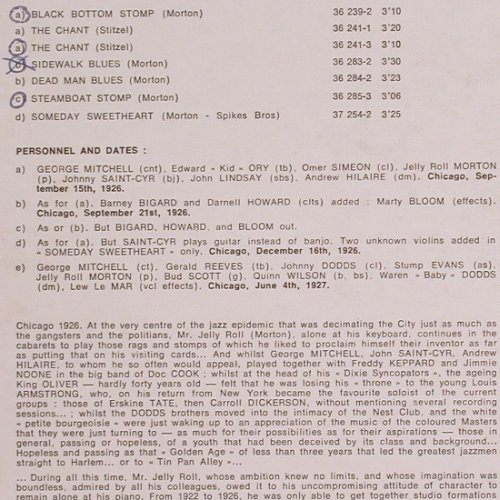 a) BLACK BOTTOM STOMP (Morton) 36 239-2 3'10
a) THE CHANT (Stitzel) 36 241-1 3'20
a) THE CHANT (Stitzel) 36 241-3 3'10
b) SIDEWALK BLUES (Morton) 36 283-2 3'30
b) DEAD MAN BLUES (Morton) 36 284-2 3'23
c) STEAMBOAT STOMP (Morton) 36 285-3 3'06
d) SOMEDAY SWEETHEART (Morton - Spikes Bros) 37 254-2 3'25
PERSONNEL AND DATES :
a) GEORGE MITCHELL (cnt), Edward « Kid » ORY (tb). Omer SIMEON (cl), Jelly Roll MORTON
(p), Johnny SAINT-CYR (bj), John LINDSAY (sbs), Andrew HILAIRE (dm). Chicago, Sep-
tember 15th, 1926.
b) As for (a). Barney BIGARD and Darnell HOWARD (clts) added : Marty BLOOM (effects).
Chicago, September 21st, 1926.
c) As or (b). But BIGARD, HOWARD, and BLOOM out.
d) As for (a). But SAINT-CYR plays guitar instead of banjo. Two unknown violins added in
« SOMEDAY SWEETHEART » only. Chicago, December 16th, 1926.
e) George MITCHELL (ct), Gerald REEVES (tb), Johnny DODDS (cl), Stump EVANS (as),
Jelly Roll MORTON (p), Bud SCOTT (g), Quinn WILSON (b, bs), Waren « Baby » DODDS
(dm), Lew Le MAR (vcl effects). Chicago, June 4th, 1927.
Chicago 1926. At the very centre of the jazz epidemic that was decimating the City just as much as
the gangsters and the politians, Mr. Jelly Roll (Morton), alone at his keyboard, continues in the
cabarets to play those rags and stomps of which he liked to proclaim himself their inventor as far
as putting that on his visiting cards... And whilst George MITCHELL, John SAINT-CYR, Andrew
HILAIRE, to whom he so often would appeal, played together with Freddy KEPPARD and Jimmie
NOONE in the big band of Doc COOK ; whilst at the head of his « Dixie Syncopators », the ageing
King OLIVER — hardly forty years old — felt that he was losing his « throne » to the young Louis
ARMSTRONG, who, on his return from New York became the favourite soloist of the current
groups : those of Erskine TATE, then Carroll DICKERSON, without mentioning several recording
sessions... ; whilst the DODDS brothers moved into the intimacy of the Nest Club, and the white
« petite bourgeoisie » were just waking up to an appreciation of the music of the coloured Masters
that they were just turning to — as much for their possibilities as for their aspirations — those in
general, passing or hopeless, of a youth that had been deceived by its class and background...
Hopeless and passing as that « Golden Age » of less than three years that led the greatest jazzmen
straight to Harlem... or to « Tin Pan Alley »...
... During all this time, Mr. Jelly Roll, whose ambition knew no limits, and whose imagination was
boundless, admired by all his colleagues, owed it to his uncompromising attitude of character to
remain alone at his piano. From 1922 to 1926, he was only able to get together studio formations